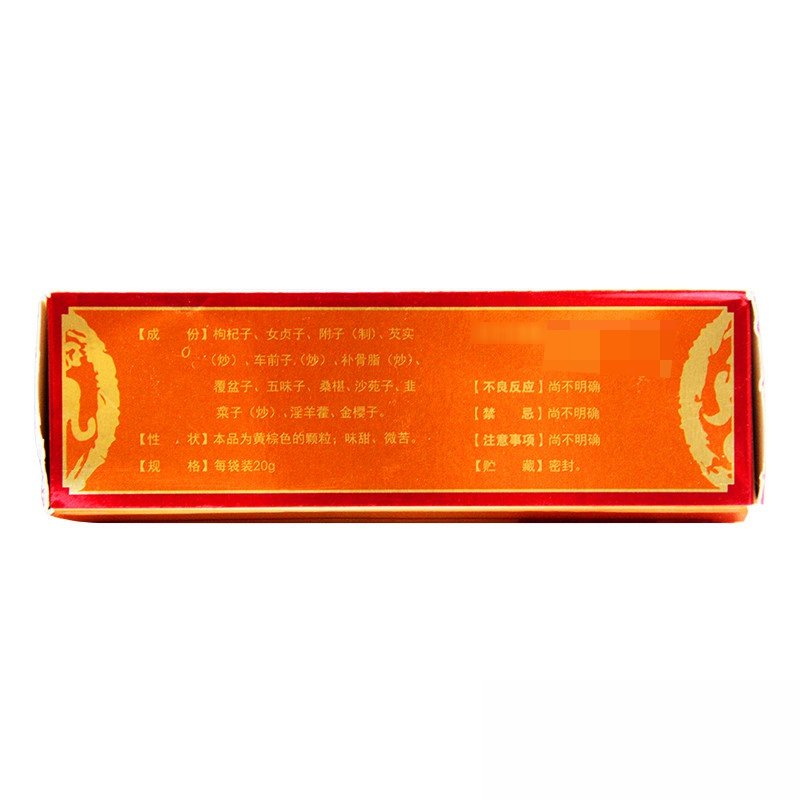 【成 份】枸杞子、女贞子、附子（制）、芡实
（炒）、车前子（炒）、补骨脂（炒）、
覆盆子、五味子、桑椹、沙苑子、韭
菜子（炒）、淫羊藿、金樱子。
【性 状】本品为黄棕色的颗粒；味甜、微苦。
【规 格】每袋装20g
【不良反应】尚不明确
【禁 忌】尚不明确
【注意事项】尚不明确
【贮 藏】密封。